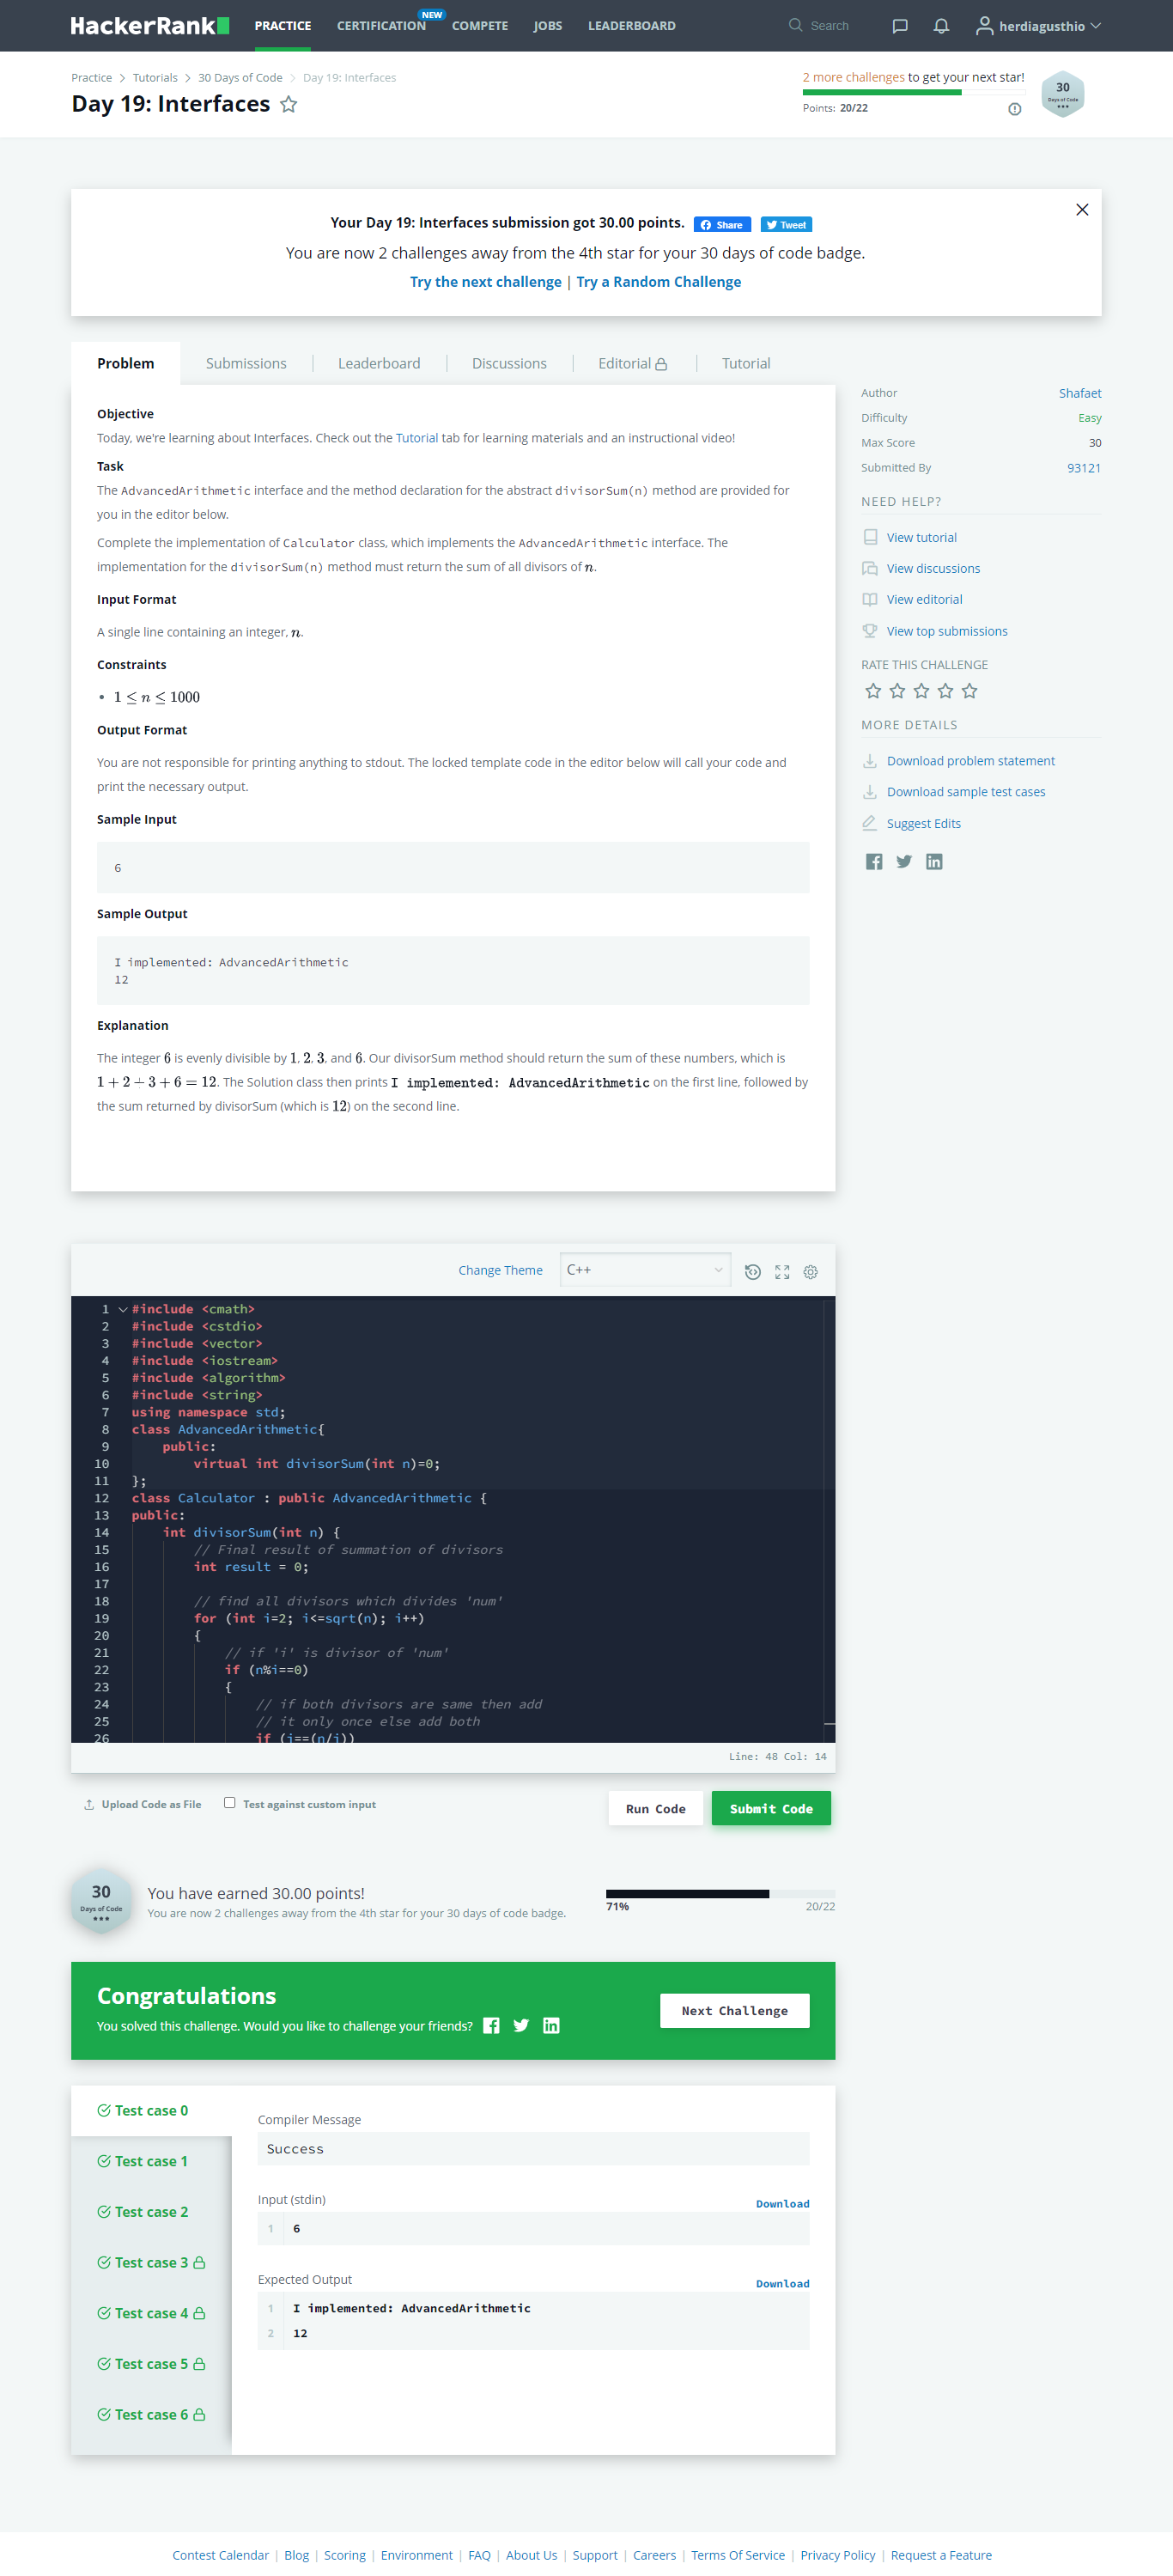 HackerRank
PRACTICE
CERTIFICATION
NEW
COMPETE
JOBS
LEADERBOARD
Search
herdiagusthio
Practice > Tutorials > 30 Days of Code > Day 19: Interfaces
Day 19: Interfaces
2 more challenges to get your next star!
Points: 20/22
30
Days of Code
Your Day 19: Interfaces submission got 30.00 points. Share Tweet
You are now 2 challenges away from the 4th star for your 30 days of code badge.
Try the next challenge | Try a Random Challenge
Problem
Submissions
Leaderboard
Discussions
Editorial
Tutorial
Objective
Today, we're learning about Interfaces. Check out the Tutorial tab for learning materials and an instructional video!
Task
The AdvancedArithmetic interface and the method declaration for the abstract divisorSum(n) method are provided for
you in the editor below.
Complete the implementation of Calculator class, which implements the AdvancedArithmetic interface. The
implementation for the divisorSum(n) method must return the sum of all divisors of n.
Input Format
A single line containing an integer, n.
Constraints
• 1 ≤ n ≤ 1000
Output Format
You are not responsible for printing anything to stdout. The locked template code in the editor below will call your code and
print the necessary output.
Sample Input
6
Sample Output
I implemented: AdvancedArithmetic
12
Explanation
The integer 6 is evenly divisible by 1, 2, 3, and 6. Our divisorSum method should return the sum of these numbers, which is
1 + 2 + 3 + 6 = 12. The Solution class then prints I implemented: AdvancedArithmetic on the first line, followed by
the sum returned by divisorSum (which is 12) on the second line.
Author Shafaet
Difficulty Easy
Max Score 30
Submitted By 93121
NEED HELP?
View tutorial
View discussions
View editorial
View top submissions
RATE THIS CHALLENGE
MORE DETAILS
Download problem statement
Download sample test cases
Suggest Edits
Change Theme C++
1 #include <cmath>
2 #include <cstdio>
3 #include <vector>
4 #include <iostream>
5 #include <algorithm>
6 #include <string>
7 using namespace std;
8 class AdvancedArithmetic{
9 public:
10 virtual int divisorSum(int n)=0;
11 };
12 class Calculator : public AdvancedArithmetic {
13 public:
14 int divisorSum(int n) {
15 // Final result of summation of divisors
16 int result = 0;
17
18 // find all divisors which divides 'num'
19 for (int i=2; i<=sqrt(n); i++)
20 {
21 // if 'i' is divisor of 'num'
22 if (n%i==0)
23 {
24 // if both divisors are same then add
25 // it only once else add both
26 if (i==(n/i))
Line: 48 Col: 14
Upload Code as File
Test against custom input
Run Code
Submit Code
30
Days of Code
You have earned 30.00 points!
You are now 2 challenges away from the 4th star for your 30 days of code badge.
71% 20/22
Congratulations
You solved this challenge. Would you like to challenge your friends?
Next Challenge
Test case 0
Test case 1
Test case 2
Test case 3
Test case 4
Test case 5
Test case 6
Compiler Message
Success
Input (stdin)
Download
1 6
Expected Output
Download
1 I implemented: AdvancedArithmetic
2 12
Contest Calendar | Blog | Scoring | Environment | FAQ | About Us | Support | Careers | Terms Of Service | Privacy Policy | Request a Feature